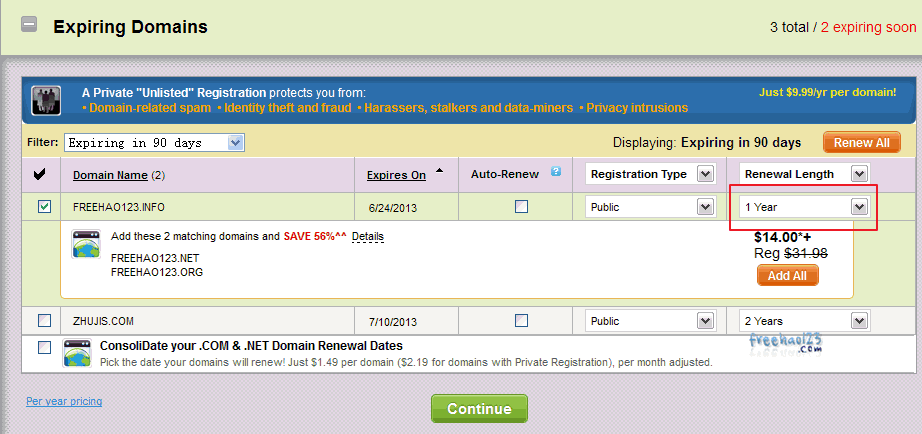 Expiring Domains
3 total / 2 expiring soon
A Private "Unlisted" Registration protects you from:
Just $9.99/yr per domain!
• Domain-related spam • Identity theft and fraud • Harassers, stalkers and data-miners • Privacy intrusions
Filter: Expiring in 90 days
Displaying: Expiring in 90 days
Renew All
Domain Name (2)
Expires On
Auto-Renew ?
Registration Type
Renewal Length
FREEHAO123.INFO
6/24/2013
Public
1 Year
Add these 2 matching domains and SAVE 56%^^ Details
FREEHAO123.NET
FREEHAO123.ORG
$14.00*+
Reg $31.98
Add All
ZHUJIS.COM
7/10/2013
Public
2 Years
freehao123
.com
ConsoliDate your .COM & .NET Domain Renewal Dates
Pick the date your domains will renew! Just $1.49 per domain ($2.19 for domains with Private Registration), per month adjusted.
Per year pricing
Continue